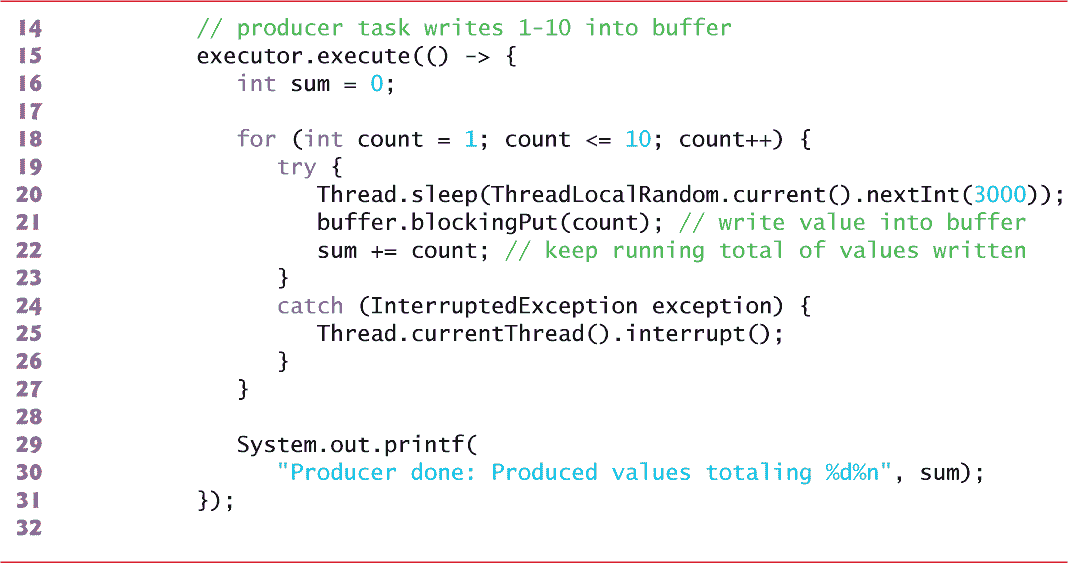 14 // producer task writes 1-10 into buffer
15 executor.execute(() -> {
16 int sum = 0;
17
18 for (int count = 1; count <= 10; count++) {
19 try {
20 Thread.sleep(ThreadLocalRandom.current().nextInt(3000));
21 buffer.blockingPut(count); // write value into buffer
22 sum += count; // keep running total of values written
23 }
24 catch (InterruptedException exception) {
25 Thread.currentThread().interrupt();
26 }
27 }
28
29 System.out.printf(
30 "Producer done: Produced values totaling %d%n", sum);
31 });
32